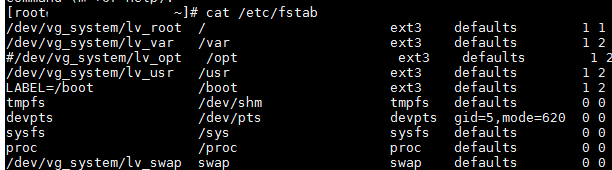 [root ~]# cat /etc/fstab
/dev/vg_system/lv_root / ext3 defaults 1 1
/dev/vg_system/lv_var /var ext3 defaults 1 2
#/dev/vg_system/lv_opt /opt ext3 defaults 1 2
/dev/vg_system/lv_usr /usr ext3 defaults 1 2
LABEL=/boot /boot ext3 defaults 1 2
tmpfs /dev/shm tmpfs defaults 0 0
devpts /dev/pts devpts gid=5,mode=620 0 0
sysfs /sys sysfs defaults 0 0
proc /proc proc defaults 0 0
/dev/vg_system/lv_swap swap swap defaults 0 0